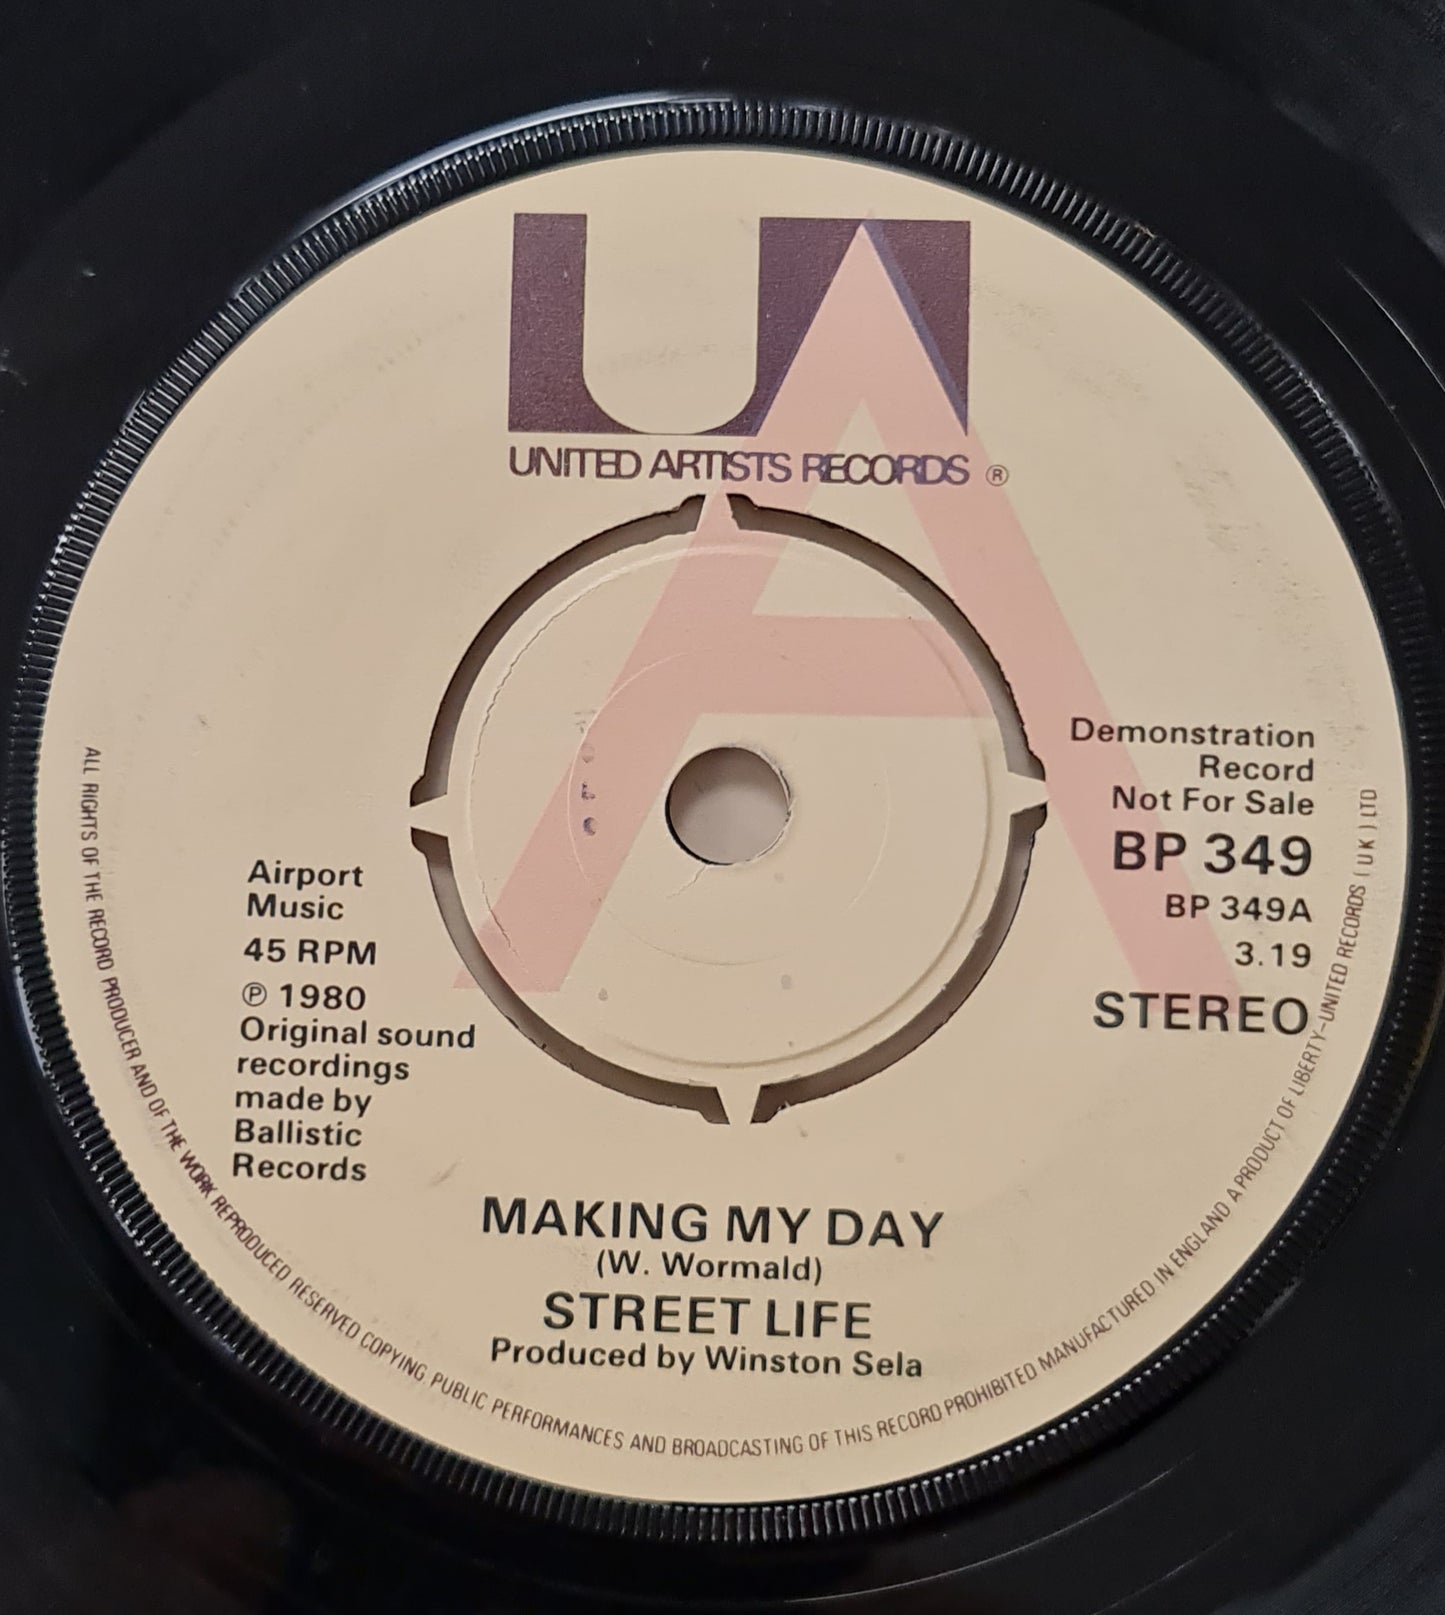 UA
UNITED ARTISTS RECORDS ®
A
Demonstration
Record
Not For Sale
BP 349
BP 349A
3.19
STEREO
Airport
Music
45 RPM
℗ 1980
Original sound
recordings
made by
Ballistic
Records
MAKING MY DAY
(W. Wormald)
STREET LIFE
Produced by Winston Sela
ALL RIGHTS OF THE RECORD PRODUCER AND OF THE WORK REPRODUCED RESERVED COPYING, PUBLIC PERFORMANCES AND BROADCASTING OF THIS RECORD PROHIBITED MANUFACTURED IN ENGLAND A PRODUCT OF LIBERTY-UNITED RECORDS (UK) LTD